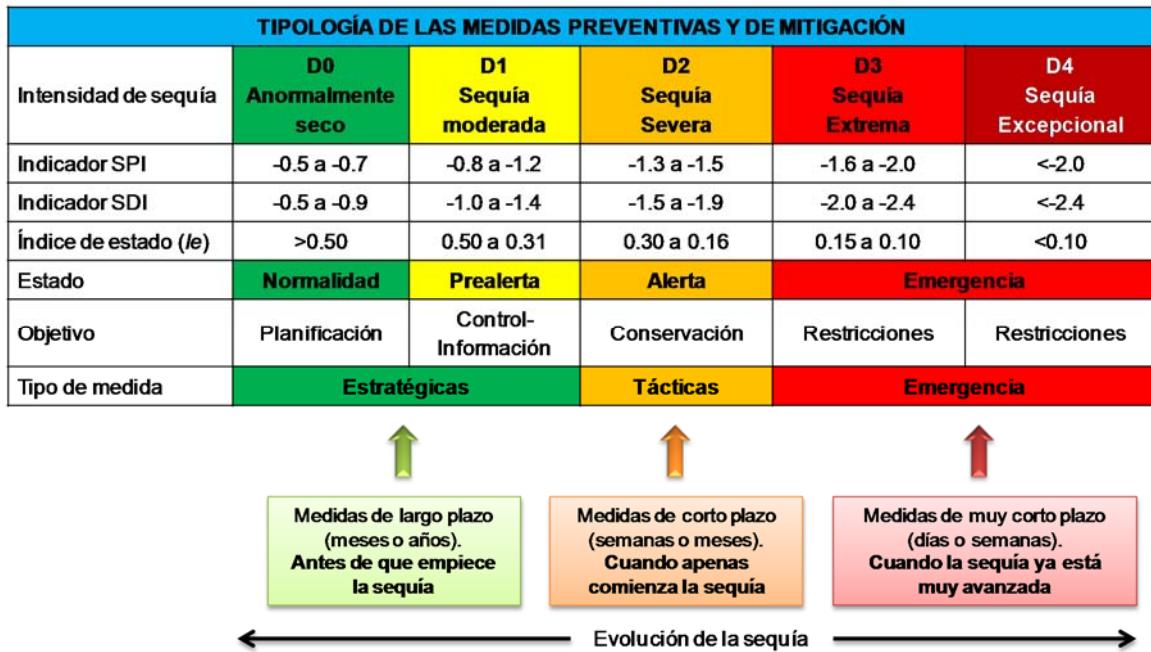 TIPOLOGÍA DE LAS MEDIDAS PREVENTIVAS Y DE MITIGACIÓN
Intensidad de sequía
D0
Anormalmente
seco
D1
Sequía
moderada
D2
Sequía
Severa
D3
Sequía
Extrema
D4
Sequía
Excepcional
Indicador SPI -0.5 a -0.7 -0.8 a -1.2 -1.3 a -1.5 -1.6 a -2.0 <-2.0
Indicador SDI -0.5 a -0.9 -1.0 a -1.4 -1.5 a -1.9 -2.0 a -2.4 <-2.4
Índice de estado (Ie) >0.50 0.50 a 0.31 0.30 a 0.16 0.15 a 0.10 <0.10
Estado Normalidad Prealerta Alerta Emergencia
Objetivo Planificación
Control-
Información
Conservación Restricciones Restricciones
Tipo de medida Estratégicas Tácticas Emergencia
Medidas de largo plazo
(meses o años).
Antes de que empiece
la sequía
Medidas de corto plazo
(semanas o meses).
Cuando apenas
comienza la sequía
Medidas de muy corto plazo
(días o semanas).
Cuando la sequía ya está
muy avanzada
Evolución de la sequía